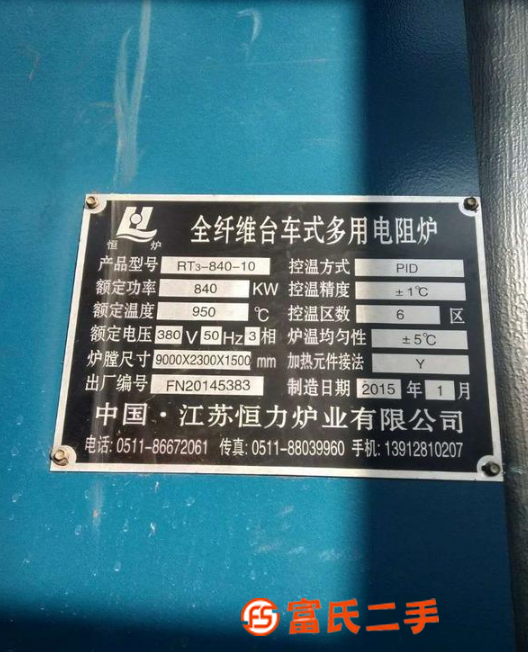 全纤维台车式多用电阻炉
恒 炉
产品型号 RT3-840-10 控温方式 PID
额定功率 840 KW 控温精度 ±1℃
额定温度 950 ℃ 控温区数 6 区
额定电压 380 V 50 Hz 3 相 炉温均匀性 ±5℃
炉膛尺寸 9000X2300X1500 mm 加热元件接法 Y
出厂编号 FN20145383 制造日期 2015 年 1 月
中国·江苏恒力炉业有限公司
电话:0511-86672061 传真:0511-88039960 手机:13912810207
FS 富氏二手